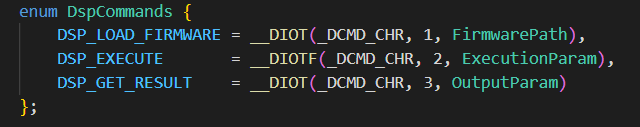 enum DspCommands {
DSP_LOAD_FIRMWARE = __DIOT(_DCMD_CHR, 1, FirmwarePath),
DSP_EXECUTE = __DIOTF(_DCMD_CHR, 2, ExecutionParam),
DSP_GET_RESULT = __DIOT(_DCMD_CHR, 3, OutputParam)
};